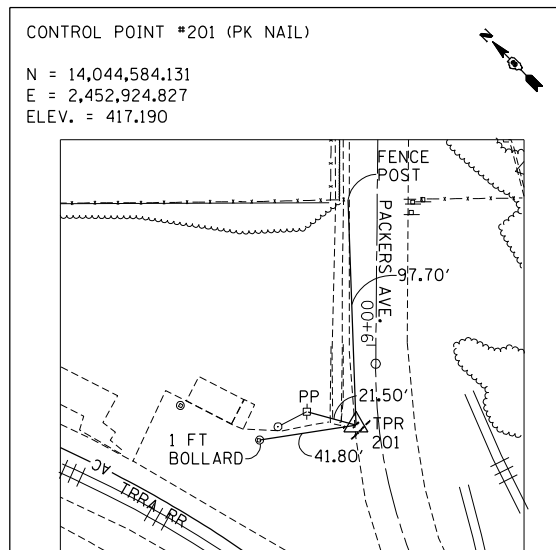 CONTROL POINT #201 (PK NAIL)
N
N = 14,044,584.131
E = 2,452,924.827
ELEV. = 417.190
FENCE
POST
PACKERS AVE.
97.70'
19+00
21.50'
PP
TPR
201
1 FT
BOLLARD
41.80'
AC
TRRA RR